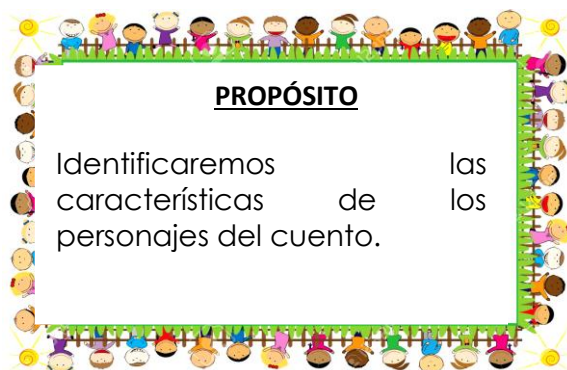 PROPÓSITO
Identificaremos las
características de los
personajes del cuento.